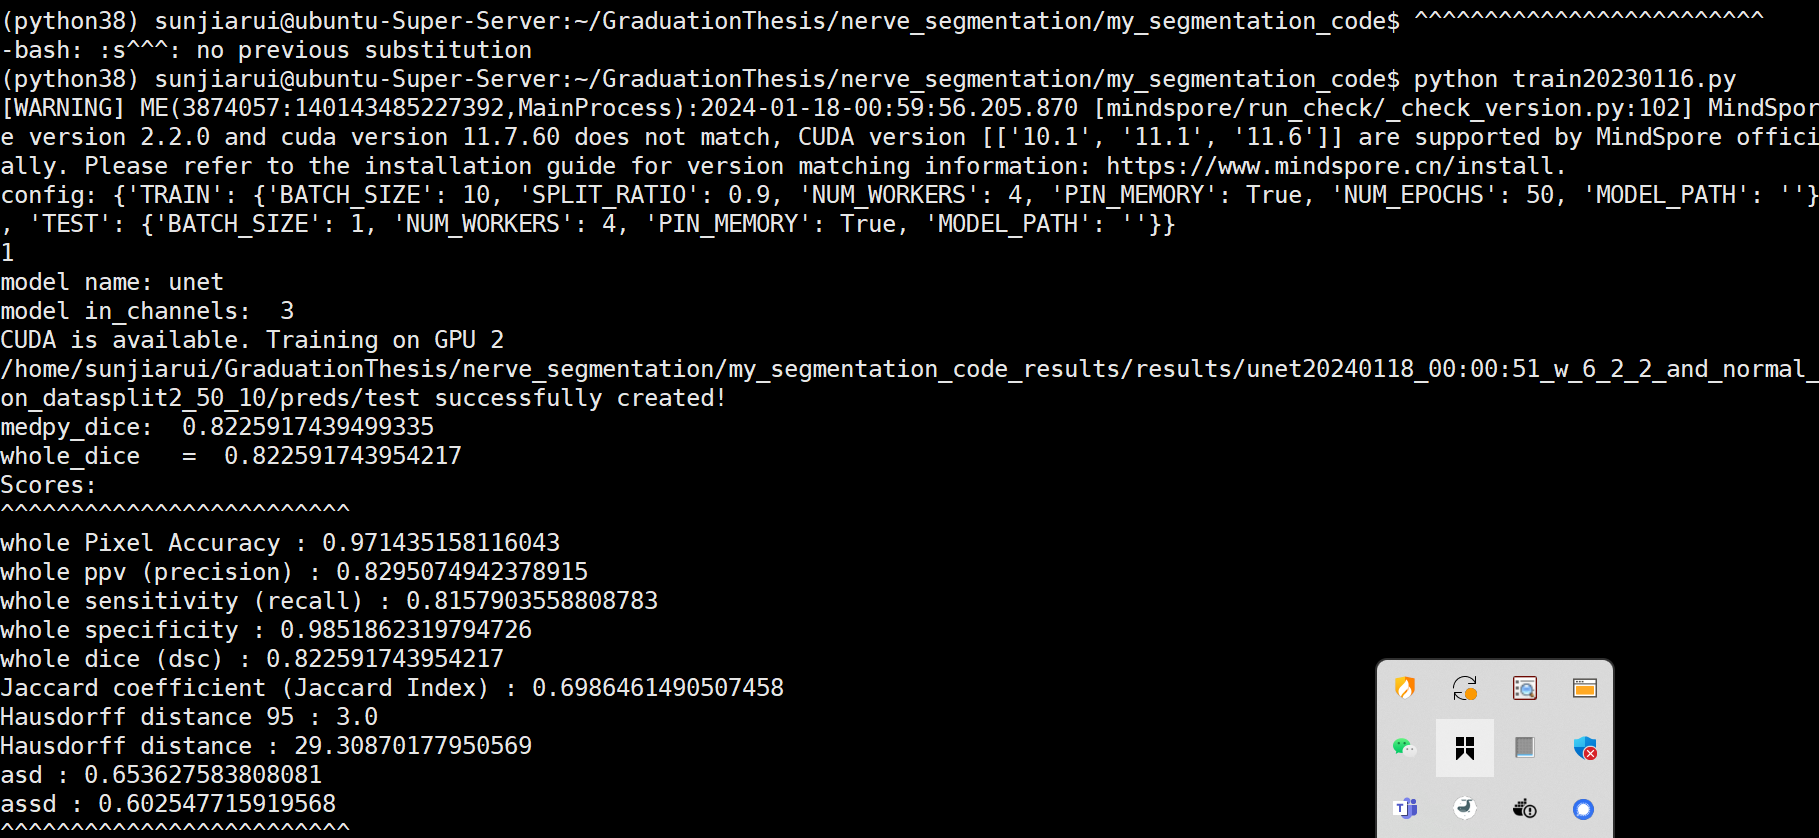 (python38) sunjiarui@ubuntu-Super-Server:~/GraduationThesis/nerve_segmentation/my_segmentation_code$ ^^^^^^^^^^^^^^^^^^^^^^^^^
-bash: :s^^^: no previous substitution
(python38) sunjiarui@ubuntu-Super-Server:~/GraduationThesis/nerve_segmentation/my_segmentation_code$ python train20230116.py
[WARNING] ME(3874057:140143485227392,MainProcess):2024-01-18-00:59:56.205.870 [mindspore/run_check/_check_version.py:102] MindSpor
e version 2.2.0 and cuda version 11.7.60 does not match, CUDA version [['10.1', '11.1', '11.6']] are supported by MindSpore offici
ally. Please refer to the installation guide for version matching information: https://www.mindspore.cn/install.
config: {'TRAIN': {'BATCH_SIZE': 10, 'SPLIT_RATIO': 0.9, 'NUM_WORKERS': 4, 'PIN_MEMORY': True, 'NUM_EPOCHS': 50, 'MODEL_PATH': ''}
, 'TEST': {'BATCH_SIZE': 1, 'NUM_WORKERS': 4, 'PIN_MEMORY': True, 'MODEL_PATH': ''}}
1
model name: unet
model in_channels:  3
CUDA is available. Training on GPU 2
/home/sunjiarui/GraduationThesis/nerve_segmentation/my_segmentation_code_results/results/unet20240118_00:00:51_w_6_2_2_and_normal_
on_datasplit2_50_10/preds/test successfully created!
medpy_dice:  0.8225917439499335
whole_dice   =  0.822591743954217
Scores:
^^^^^^^^^^^^^^^^^^^^^^^^^
whole Pixel Accuracy : 0.971435158116043
whole ppv (precision) : 0.8295074942378915
whole sensitivity (recall) : 0.8157903558808783
whole specificity : 0.9851862319794726
whole dice (dsc) : 0.822591743954217
Jaccard coefficient (Jaccard Index) : 0.6986461490507458
Hausdorff distance 95 : 3.0
Hausdorff distance : 29.30870177950569
asd : 0.653627583808081
assd : 0.602547715919568
^^^^^^^^^^^^^^^^^^^^^^^^^